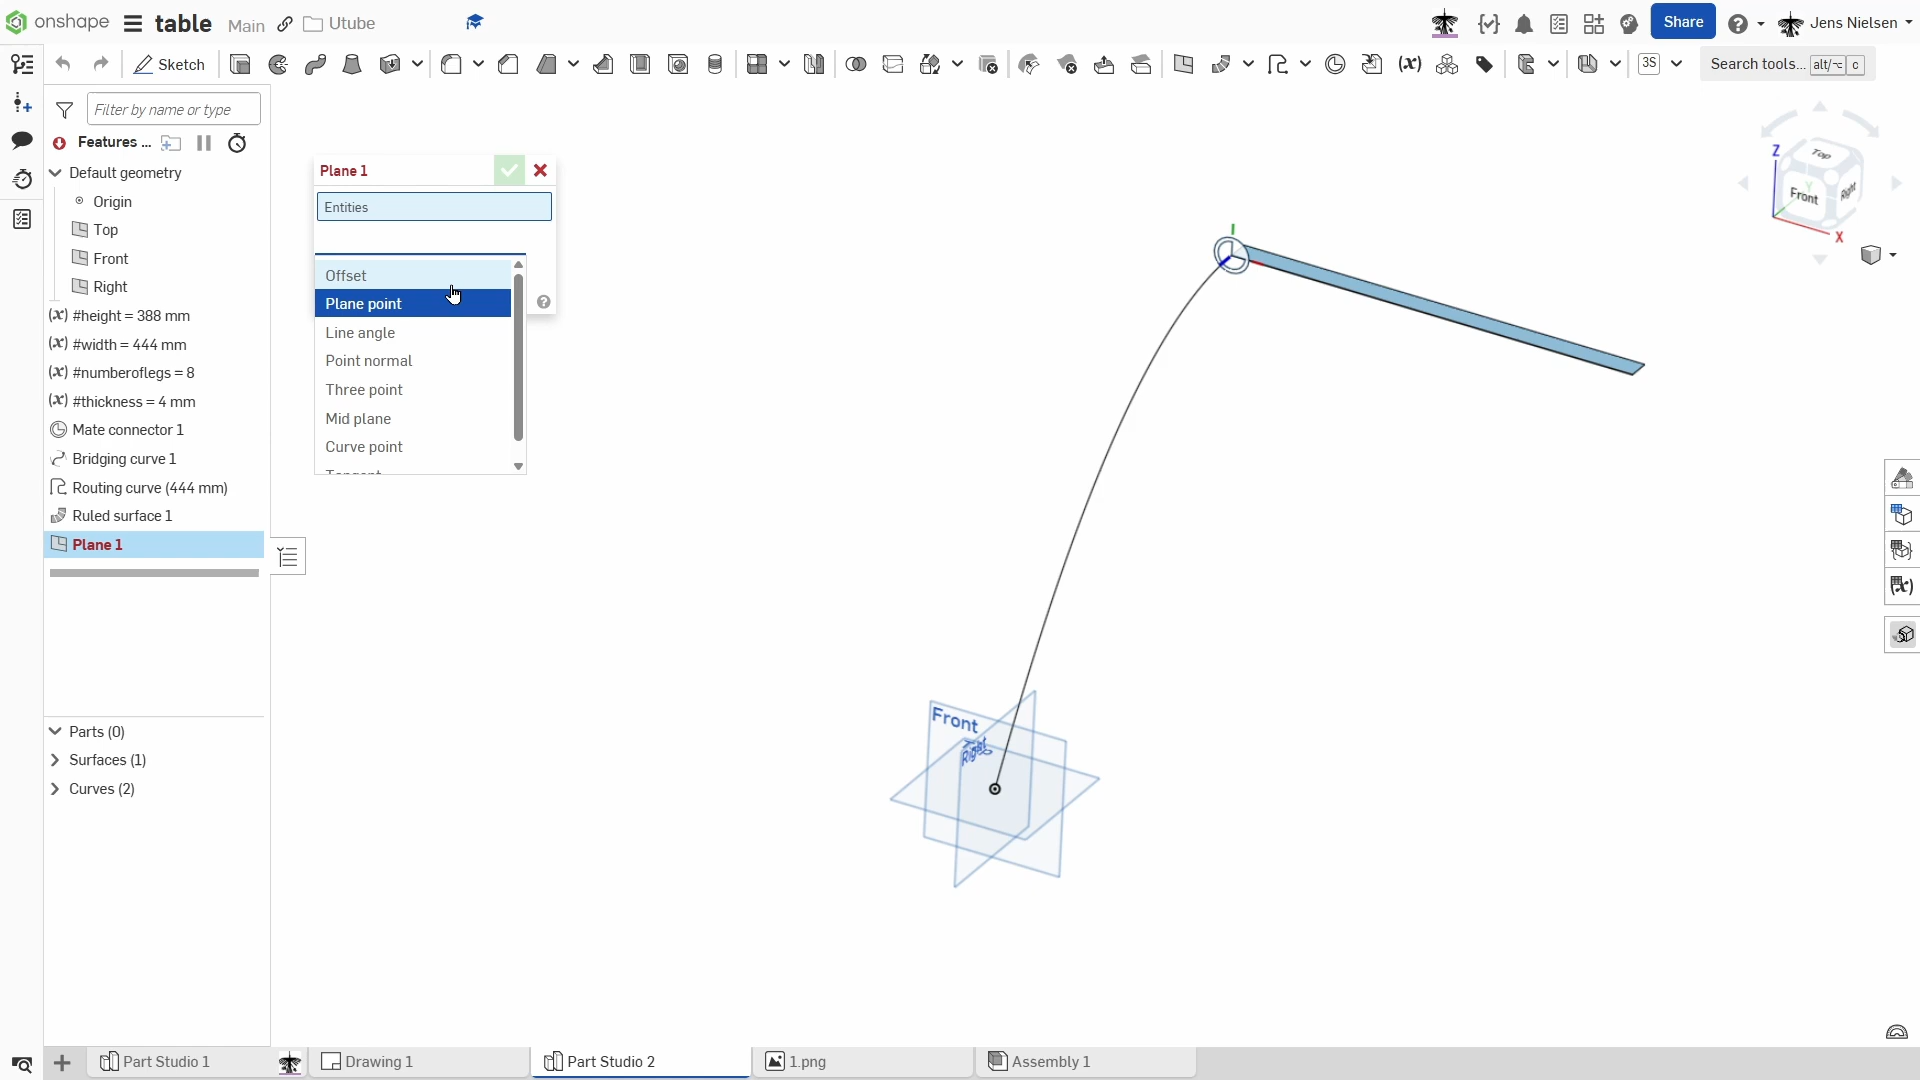 onshape
table
Main
Utube
Share
Jens Nielsen
Sketch
3S
Search tools...
alt/⌥
c
Filter by name or type
Features ...
Default geometry
Origin
Top
Front
Right
(x) #height = 388 mm
(x) #width = 444 mm
(x) #numberoflegs = 8
(x) #thickness = 4 mm
Mate connector 1
Bridging curve 1
Routing curve (444 mm)
Ruled surface 1
Plane 1
Parts (0)
Surfaces (1)
Curves (2)
Plane 1
Entities
Offset
Plane point
Line angle
Point normal
Three point
Mid plane
Curve point
Tangent
Front
Right
Z
Top
Front
Right
Y
X
Part Studio 1
Drawing 1
Part Studio 2
1.png
Assembly 1